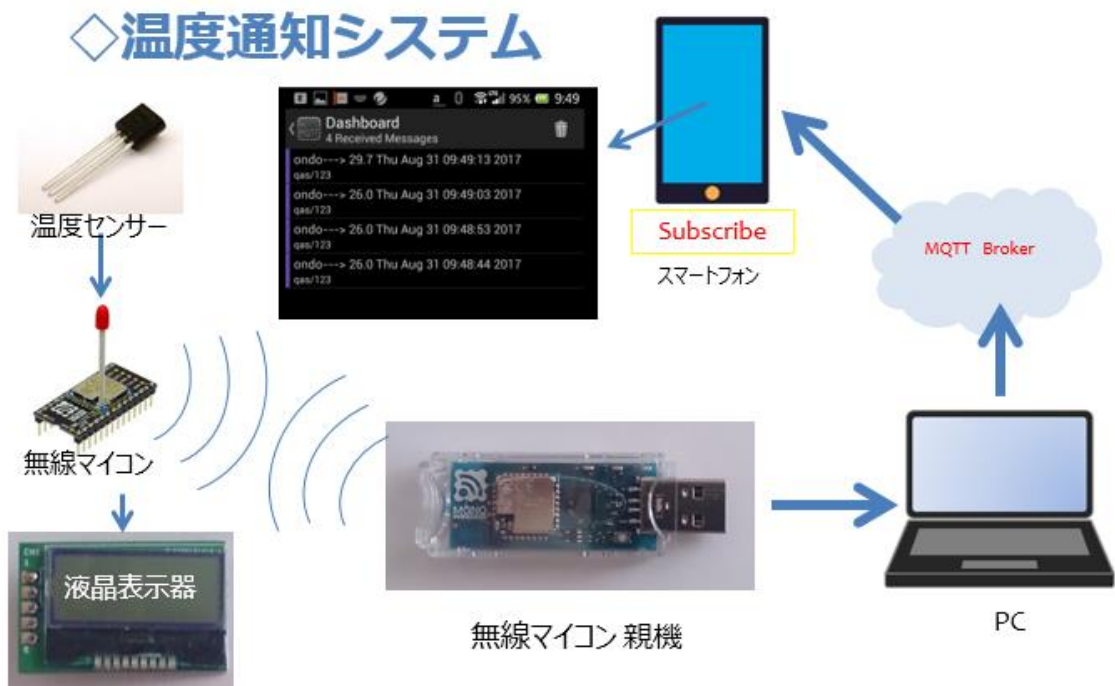 ◇温度通知システム
温度センサー
無線マイコン
液晶表示器
95% 9:49
Dashboard
4 Received Messages
ondo---> 29.7 Thu Aug 31 09:49:13 2017
qas/123
ondo---> 26.0 Thu Aug 31 09:49:03 2017
qas/123
ondo---> 26.0 Thu Aug 31 09:48:53 2017
qas/123
ondo---> 26.0 Thu Aug 31 09:48:44 2017
qas/123
Subscribe
スマートフォン
MQTT Broker
MONO
無線マイコン 親機
PC